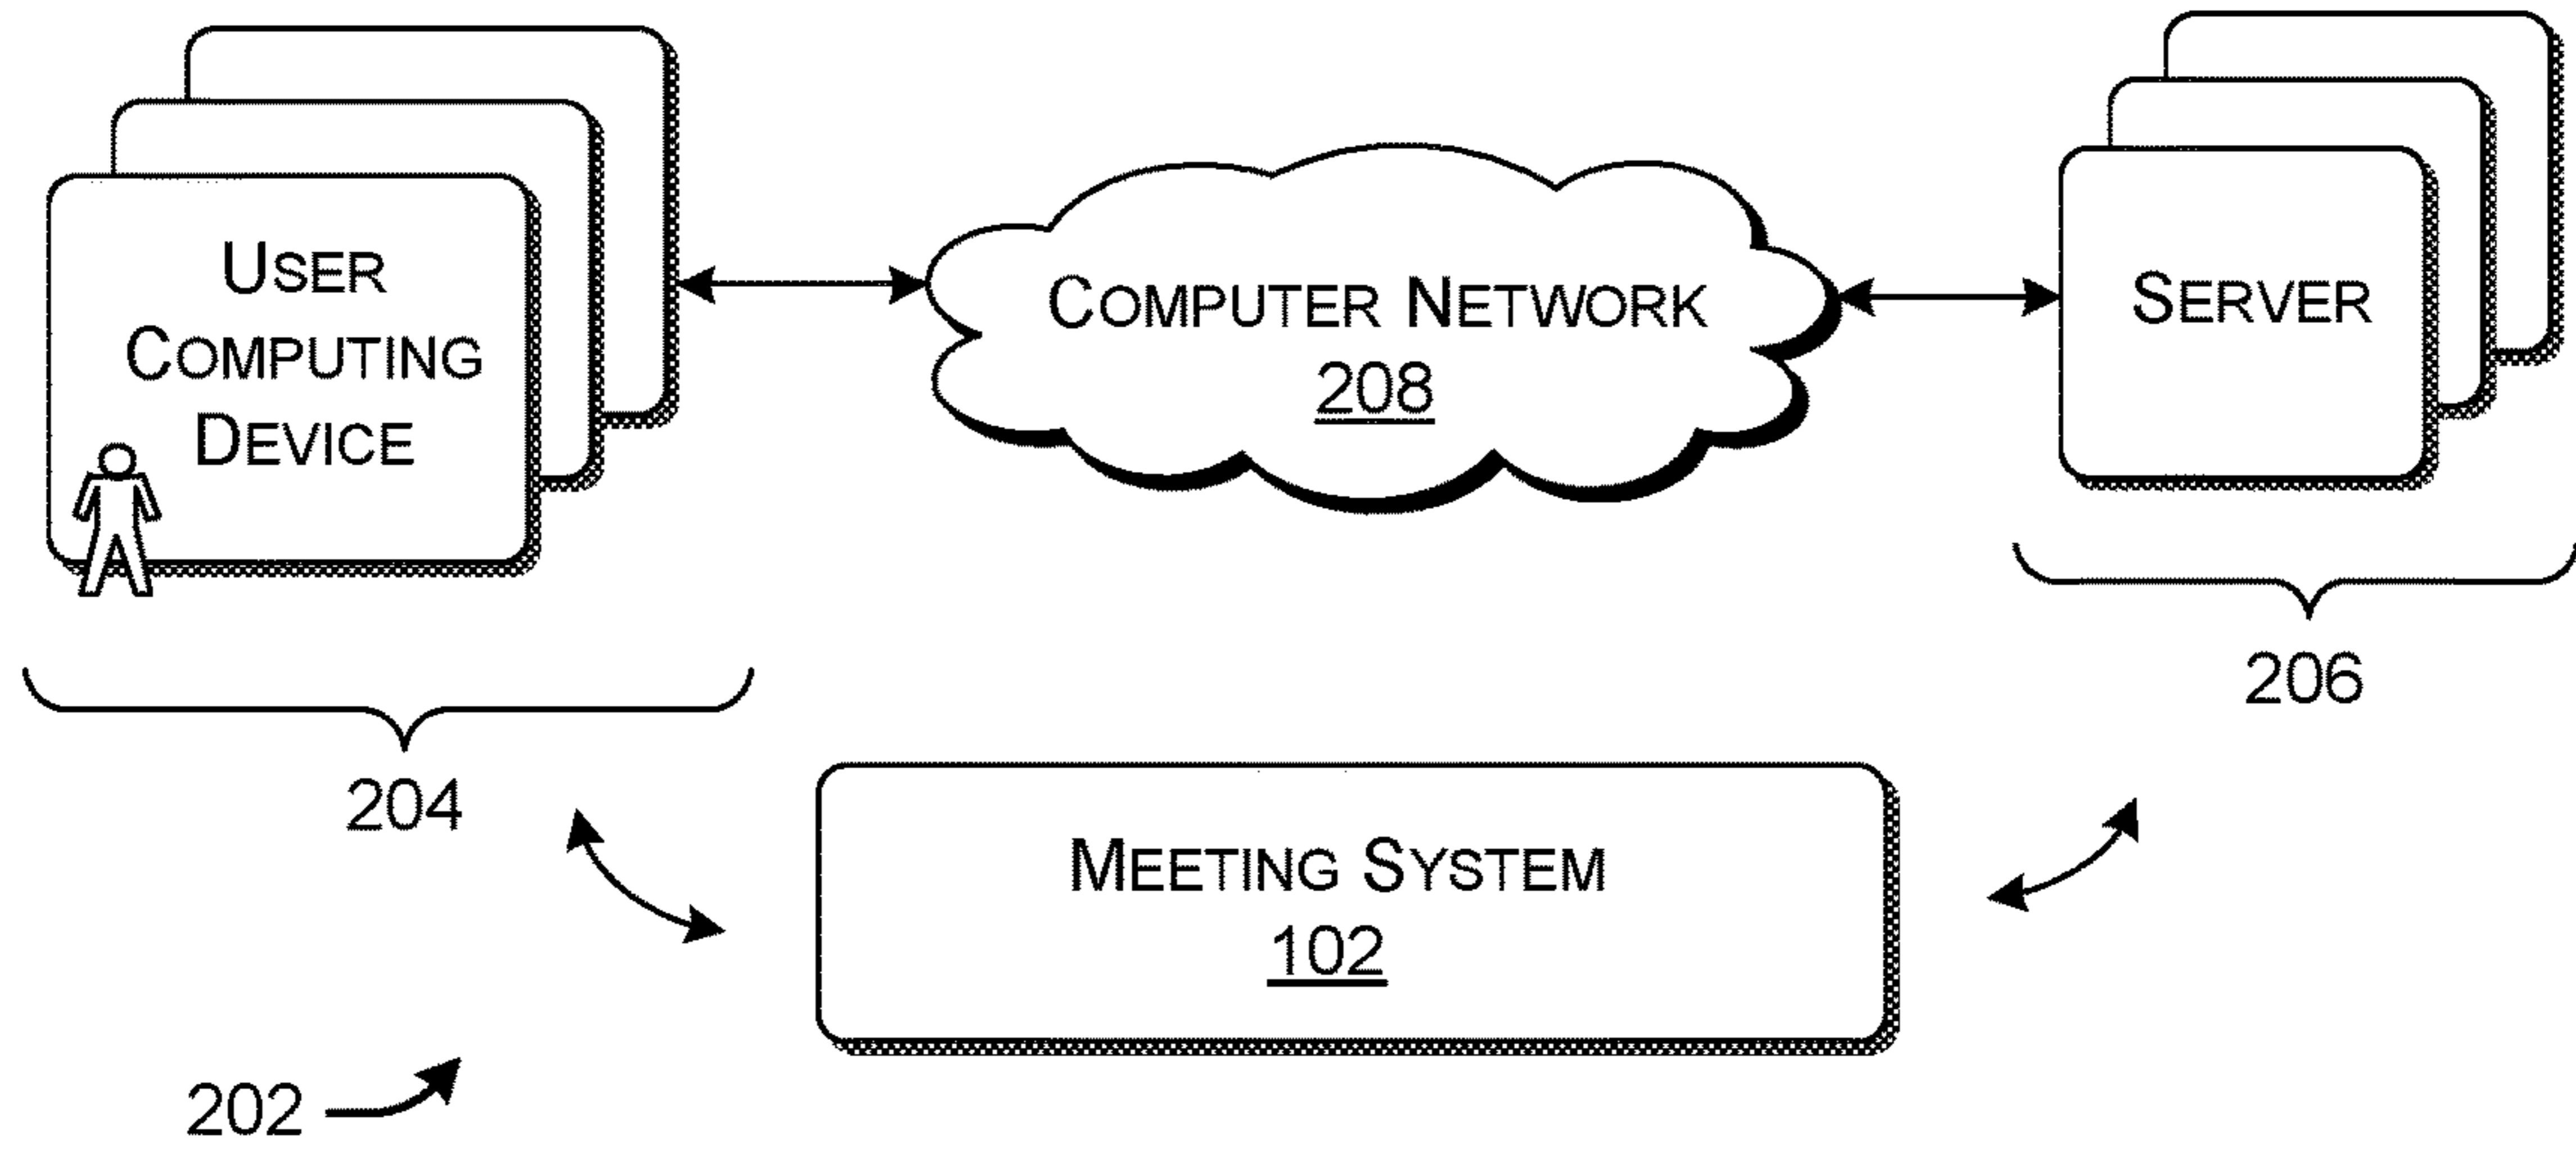 USER
COMPUTING
DEVICE
COMPUTER NETWORK
208
SERVER
206
204
MEETING SYSTEM
102
202